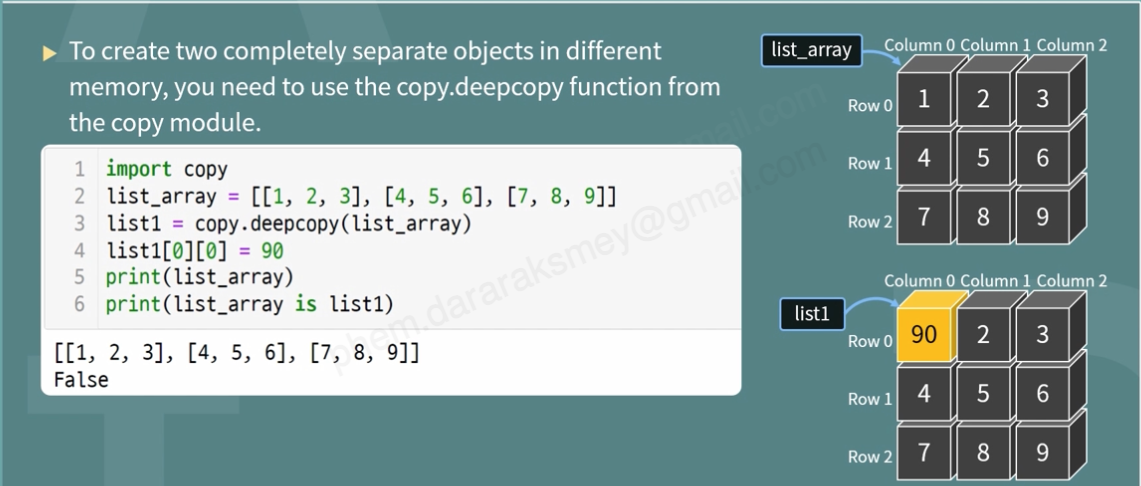 To create two completely separate objects in different
memory, you need to use the copy.deepcopy function from
the copy module.
1 import copy
2 list_array = [[1, 2, 3], [4, 5, 6], [7, 8, 9]]
3 list1 = copy.deepcopy(list_array)
4 list1[0][0] = 90
5 print(list_array)
6 print(list_array is list1)
[[1, 2, 3], [4, 5, 6], [7, 8, 9]]
False
list_array
Column 0 Column 1 Column 2
Row 0 1 2 3
Row 1 4 5 6
Row 2 7 8 9
list1
Column 0 Column 1 Column 2
Row 0 90 2 3
Row 1 4 5 6
Row 2 7 8 9
phem.dararaksmey@gmail.com
mail.com